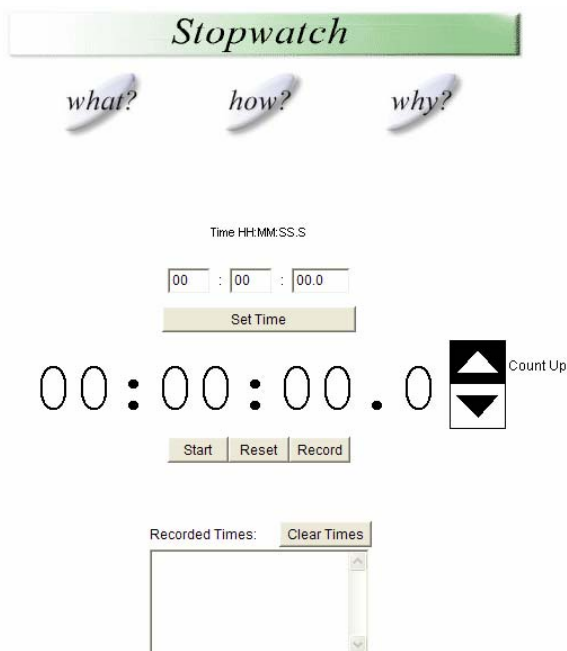 Stopwatch
what? how? why?
Time HH:MM:SS.S
00 : 00 : 00.0
Set Time
00:00:00.0 Count Up
Start Reset Record
Recorded Times: Clear Times